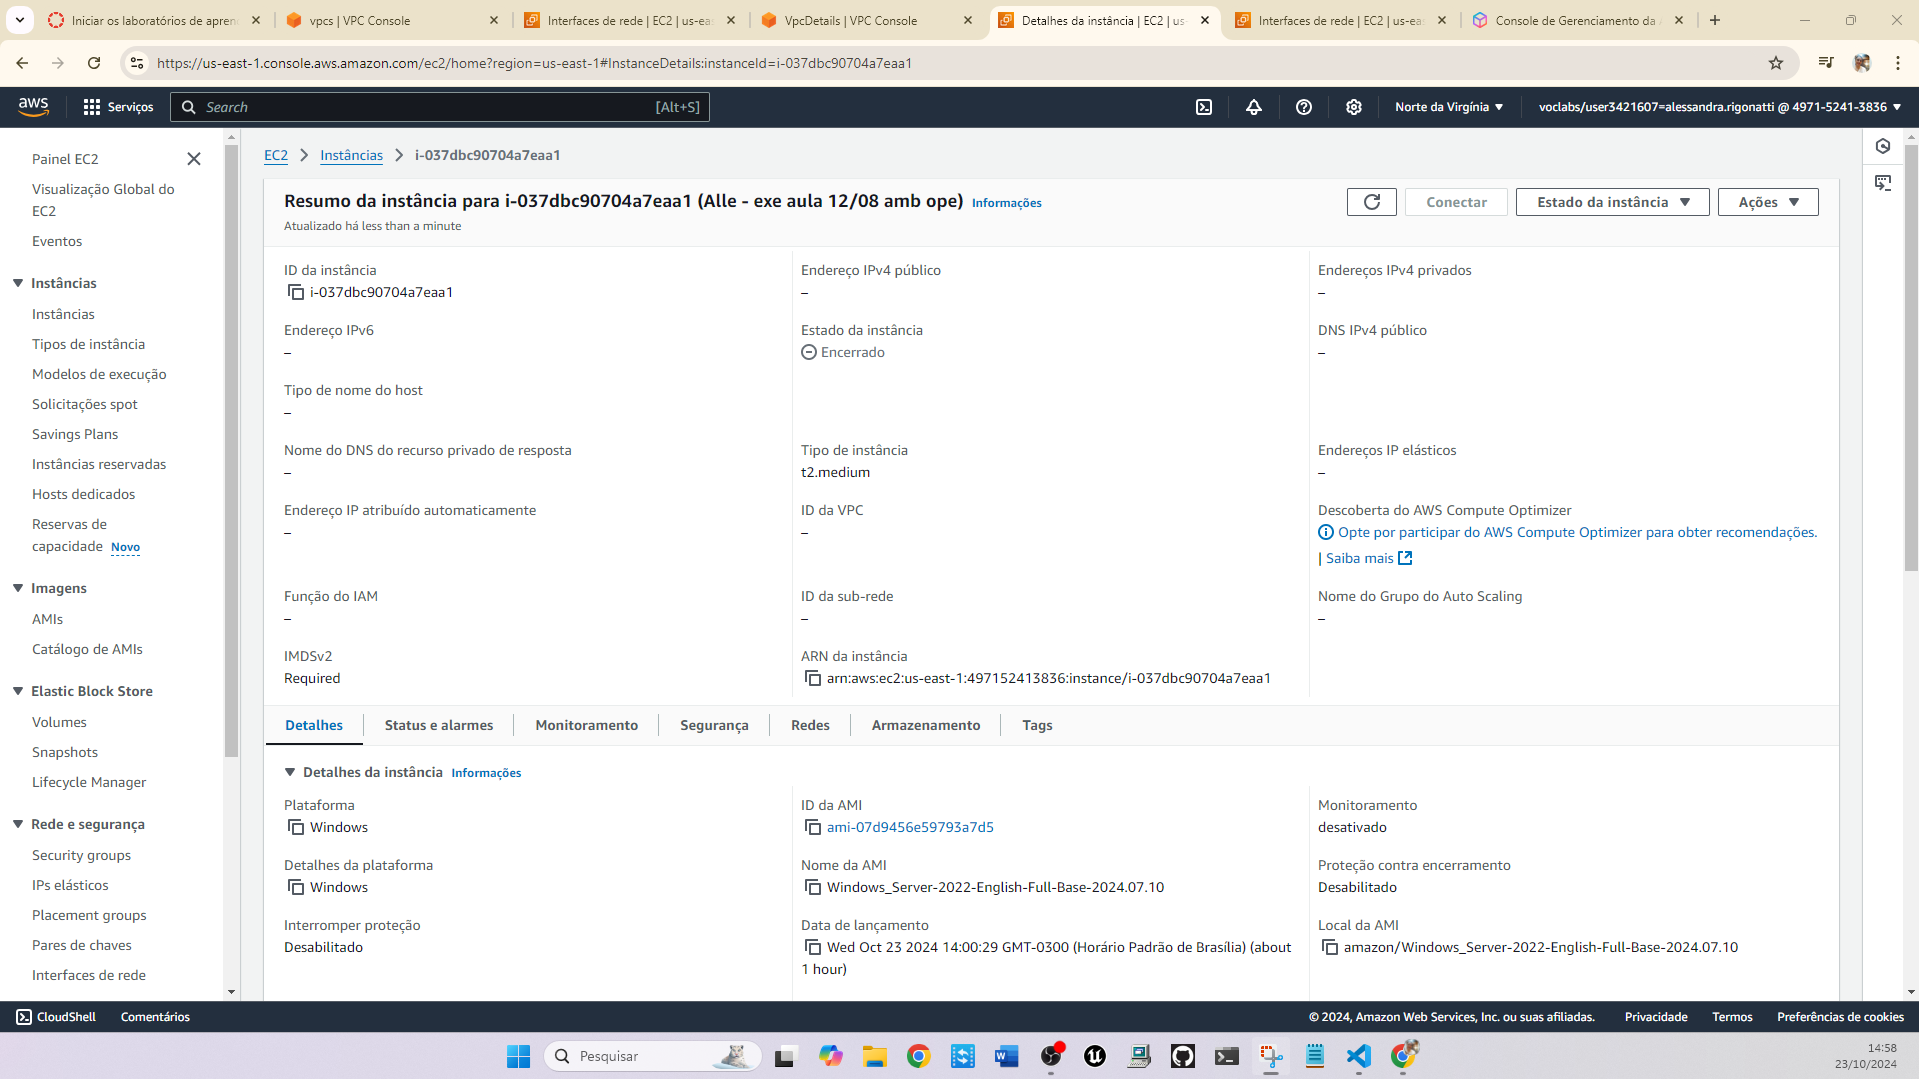 Iniciar os laboratórios de apren
vpcs | VPC Console
Interfaces de rede | EC2 | us-eas
VpcDetails | VPC Console
Detalhes da instância | EC2 | us-
Interfaces de rede | EC2 | us-eas
Console de Gerenciamento da
https://us-east-1.console.aws.amazon.com/ec2/home?region=us-east-1#InstanceDetails:instanceId=i-037dbc90704a7eaa1
aws
Serviços
Search
[Alt+S]
Norte da Virgínia
voclabs/user3421607=alessandra.rigonatti @ 4971-5241-3836
Painel EC2
Visualização Global do
EC2
Eventos
Instâncias
Instâncias
Tipos de instância
Modelos de execução
Solicitações spot
Savings Plans
Instâncias reservadas
Hosts dedicados
Reservas de
capacidade Novo
Imagens
AMIs
Catálogo de AMIs
Elastic Block Store
Volumes
Snapshots
Lifecycle Manager
Rede e segurança
Security groups
IPs elásticos
Placement groups
Pares de chaves
Interfaces de rede
EC2 > Instâncias > i-037dbc90704a7eaa1
Resumo da instância para i-037dbc90704a7eaa1 (Alle - exe aula 12/08 amb ope) Informações
Atualizado há less than a minute
Conectar
Estado da instância
Ações
ID da instância
i-037dbc90704a7eaa1
Endereço IPv4 público
–
Endereços IPv4 privados
–
Endereço IPv6
–
Estado da instância
Encerrado
DNS IPv4 público
–
Tipo de nome do host
–
Nome do DNS do recurso privado de resposta
–
Tipo de instância
t2.medium
Endereços IP elásticos
–
Endereço IP atribuído automaticamente
–
ID da VPC
–
Descoberta do AWS Compute Optimizer
Opte por participar do AWS Compute Optimizer para obter recomendações.
| Saiba mais
Função do IAM
–
ID da sub-rede
–
Nome do Grupo do Auto Scaling
–
IMDSv2
Required
ARN da instância
arn:aws:ec2:us-east-1:497152413836:instance/i-037dbc90704a7eaa1
Detalhes
Status e alarmes
Monitoramento
Segurança
Redes
Armazenamento
Tags
Detalhes da instância Informações
Plataforma
Windows
ID da AMI
ami-07d9456e59793a7d5
Monitoramento
desativado
Detalhes da plataforma
Windows
Nome da AMI
Windows_Server-2022-English-Full-Base-2024.07.10
Proteção contra encerramento
Desabilitado
Interromper proteção
Desabilitado
Data de lançamento
Wed Oct 23 2024 14:00:29 GMT-0300 (Horário Padrão de Brasília) (about
1 hour)
Local da AMI
amazon/Windows_Server-2022-English-Full-Base-2024.07.10
CloudShell
Comentários
© 2024, Amazon Web Services, Inc. ou suas afiliadas.
Privacidade
Termos
Preferências de cookies
Pesquisar
14:58
23/10/2024